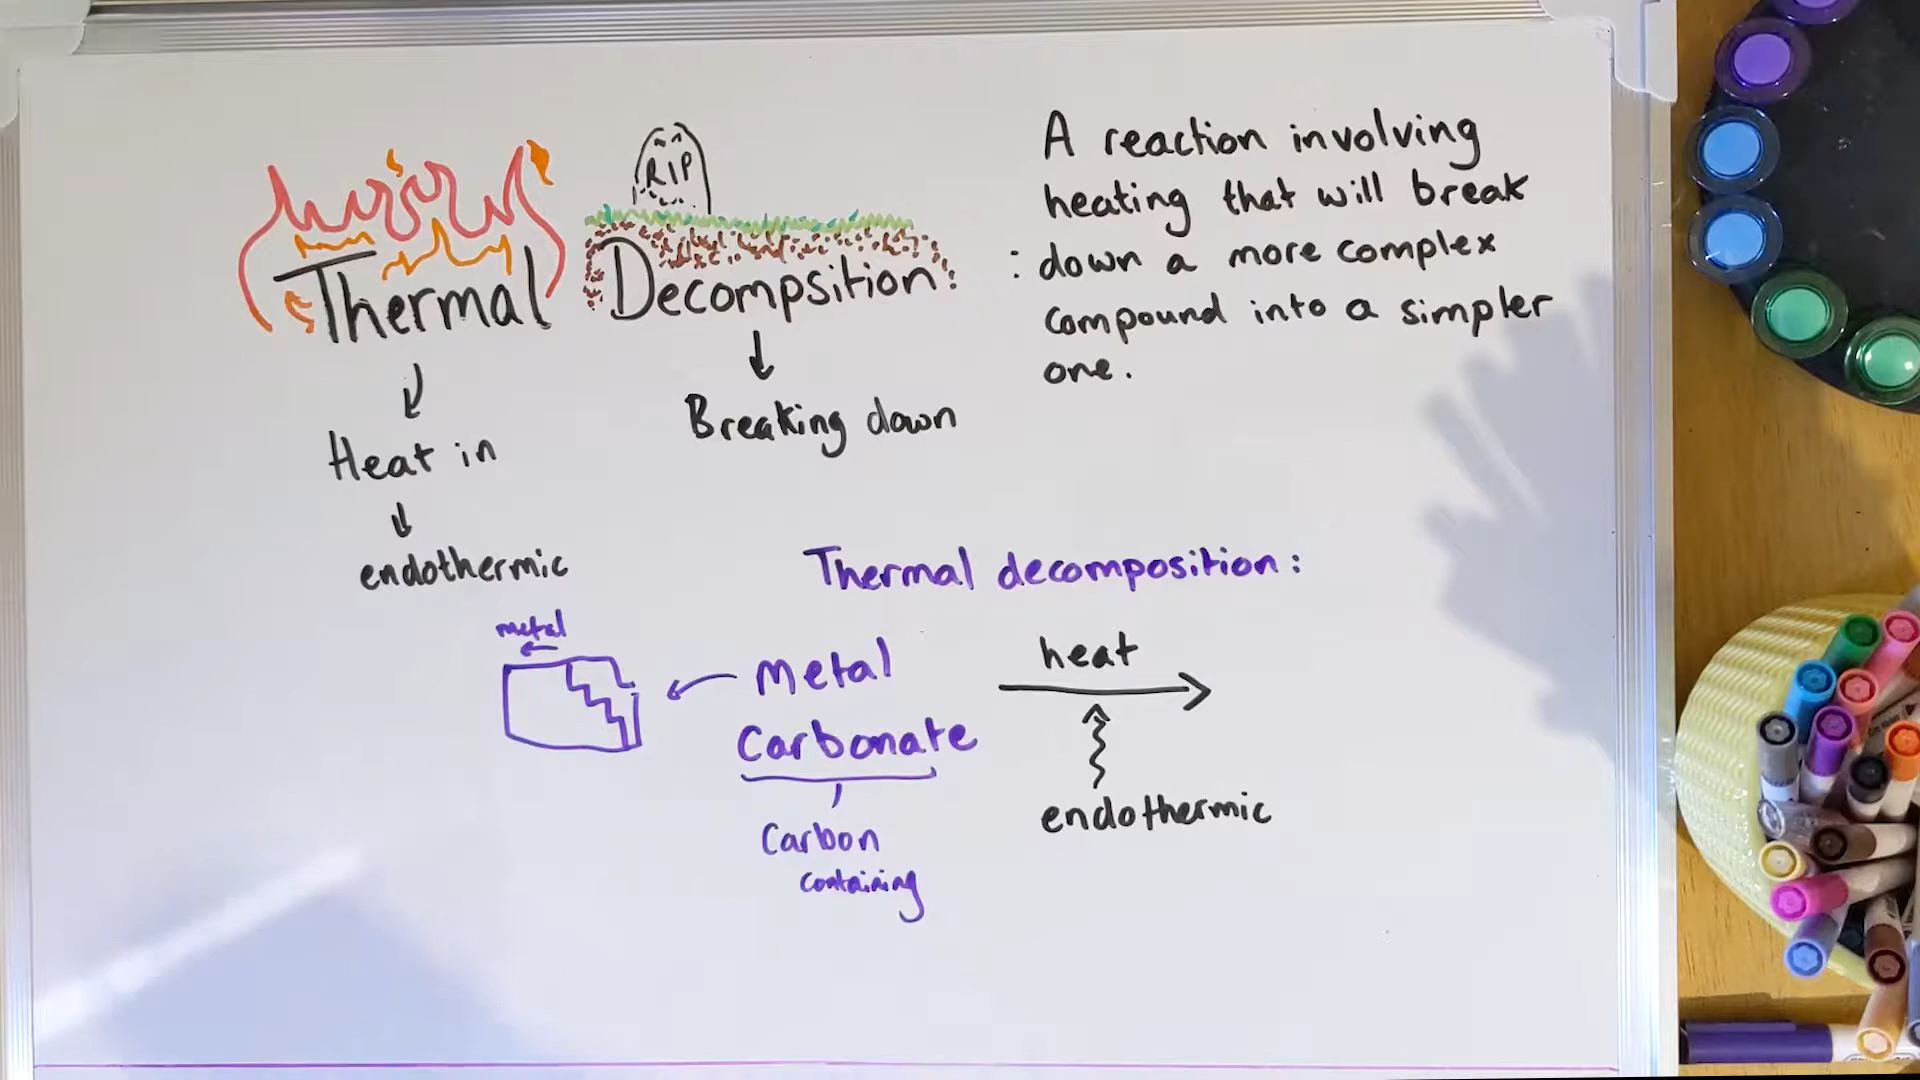 RIP
Thermal Decompsition:
Heat in
endothermic
Breaking down
A reaction involving
heating that will break
: down a more complex
compound into a simpler
one.
Thermal decomposition:
metal
Metal
Carbonate
Carbon
containing
heat
endothermic